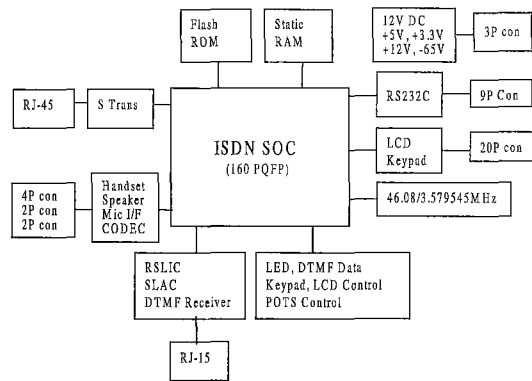 Flash
ROM
Static
RAM
12V DC
+5V, +3.3V
+12V, -65V
3P con
RJ-45
S Trans
ISDN SOC
(160 PQFP)
RS232C
9P Con
LCD
Keypad
20P con
4P con
2P con
2P con
Handset
Speaker
Mic I/F
CODEC
46.08/3.579545MHz
RSLIC
SLAC
DTMF Receiver
LED, DTMF Data
Keypad, LCD Control
POTS Control
RJ-15